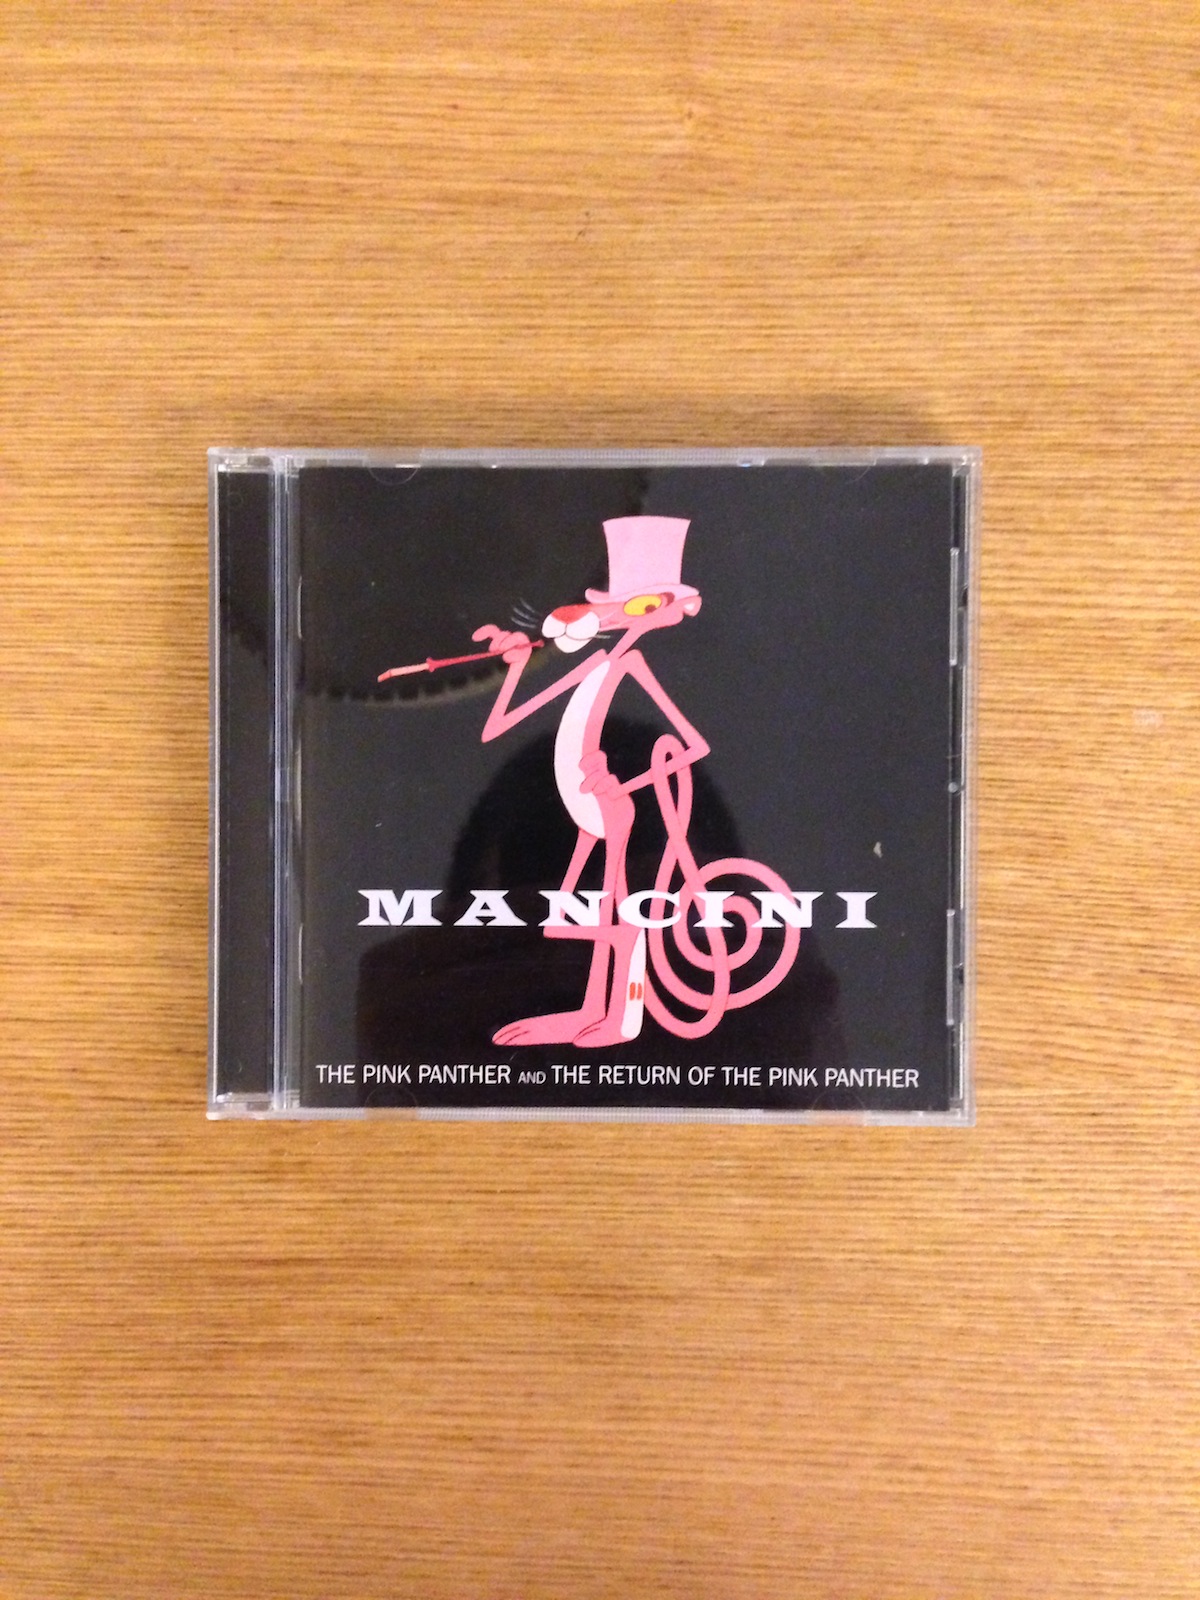 MANCINI
THE PINK PANTHER AND THE RETURN OF THE PINK PANTHER